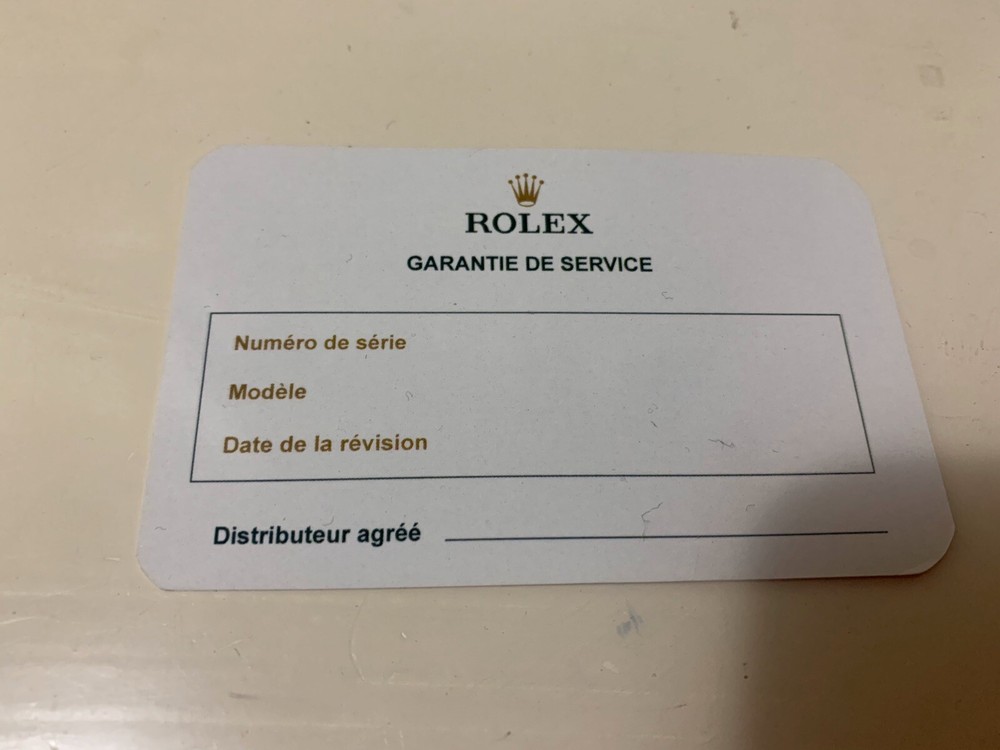 ROLEX
GARANTIE DE SERVICE
Numéro de série
Modèle
Date de la révision
Distributeur agréé